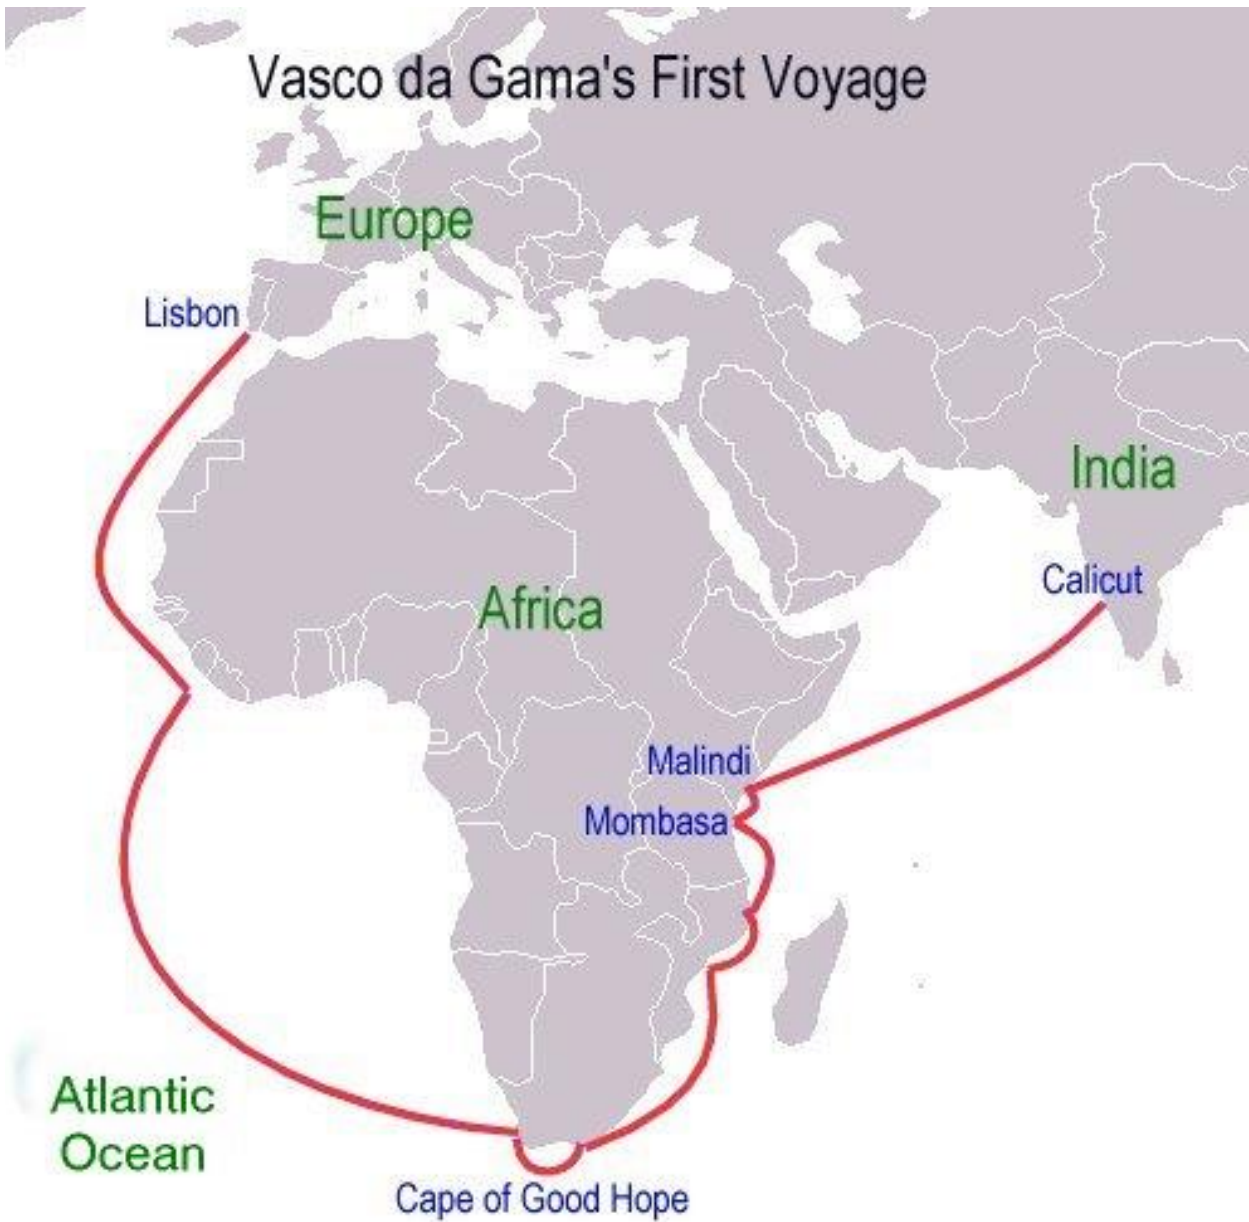 Vasco da Gama's First Voyage
Europe
Lisbon
India
Calicut
Africa
Malindi
Mombasa
Atlantic
Ocean
Cape of Good Hope